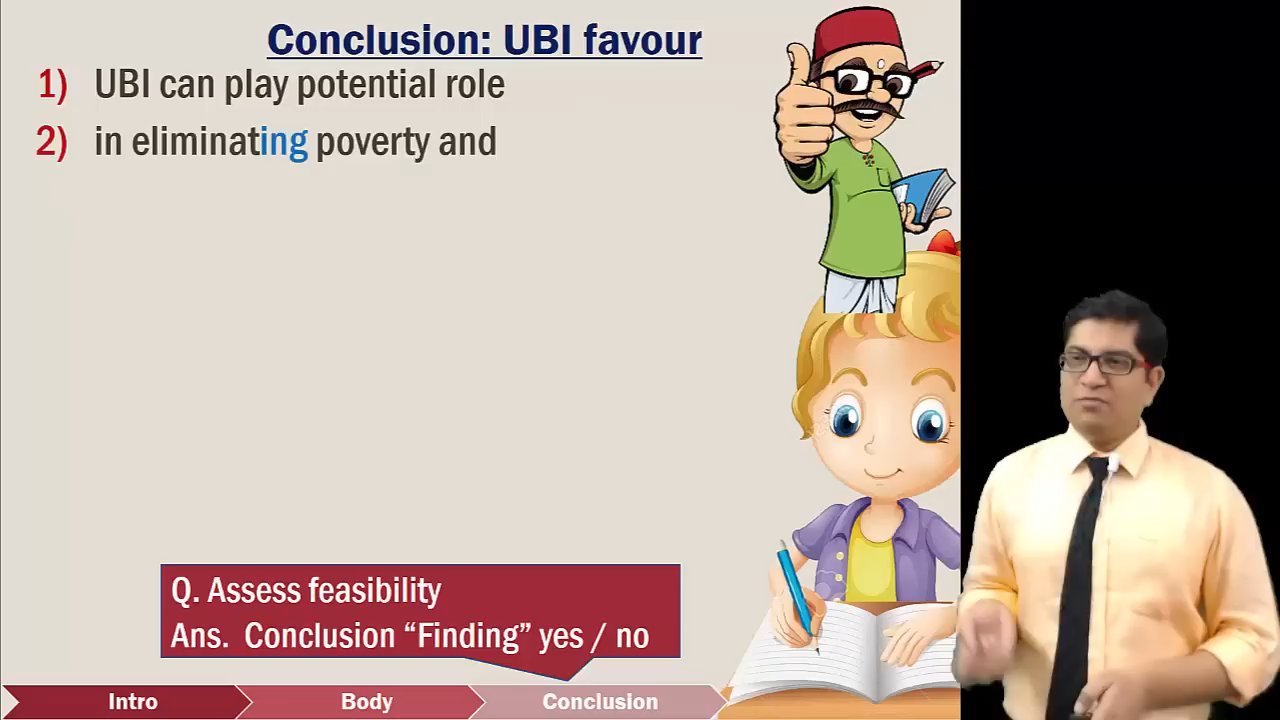 Conclusion: UBI favour
1) UBI can play potential role
2) in eliminating poverty and
Q. Assess feasibility
Ans. Conclusion “Finding” yes / no
Intro
Body
Conclusion